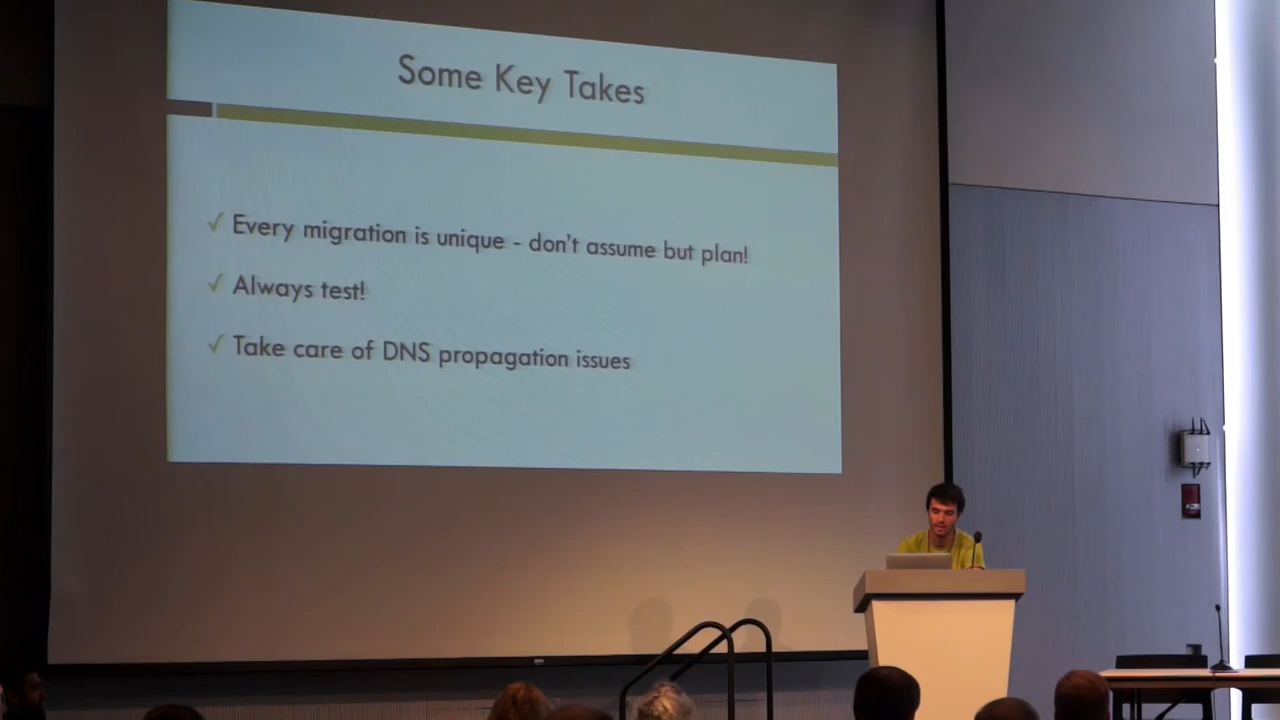 Some Key Takes
✓ Every migration is unique - don't assume but plan!
✓ Always test!
✓ Take care of DNS propagation issues